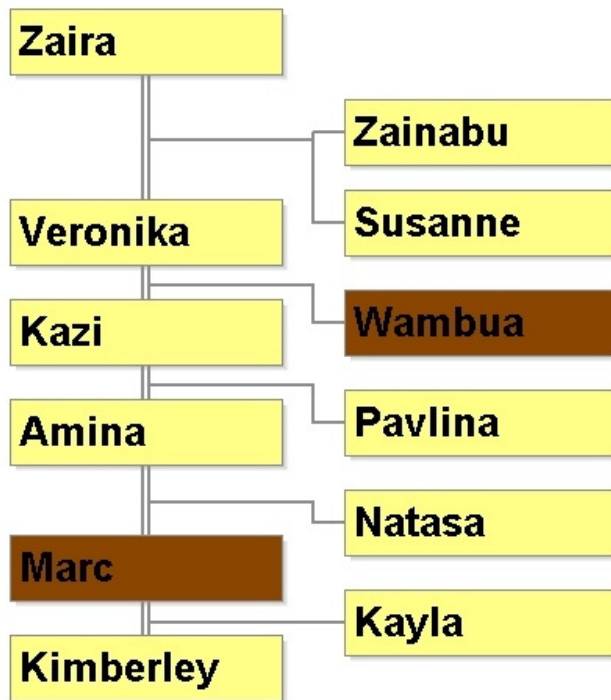 Zaira
Zainabu
Susanne
Veronika
Wambua
Kazi
Pavlina
Amina
Natasa
Marc
Kayla
Kimberley